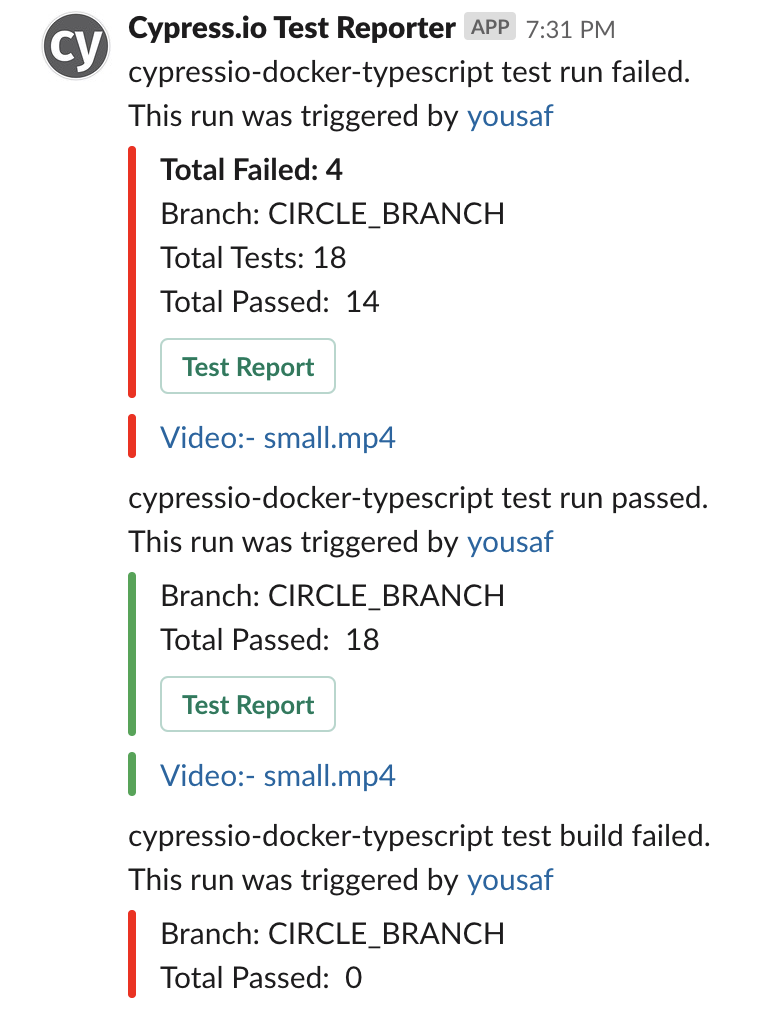 cy
Cypress.io Test Reporter APP 7:31 PM
cypressio-docker-typescript test run failed.
This run was triggered by yousaf
Total Failed: 4
Branch: CIRCLE_BRANCH
Total Tests: 18
Total Passed:  14
Test Report
Video:- small.mp4
cypressio-docker-typescript test run passed.
This run was triggered by yousaf
Branch: CIRCLE_BRANCH
Total Passed:  18
Test Report
Video:- small.mp4
cypressio-docker-typescript test build failed.
This run was triggered by yousaf
Branch: CIRCLE_BRANCH
Total Passed:  0